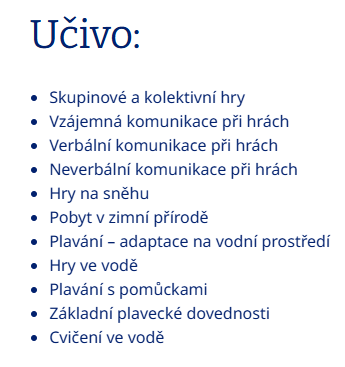 Učivo:
• Skupinové a kolektivní hry
• Vzájemná komunikace při hrách
• Verbální komunikace při hrách
• Neverbální komunikace při hrách
• Hry na sněhu
• Pobyt v zimní přírodě
• Plavání – adaptace na vodní prostředí
• Hry ve vodě
• Plavání s pomůckami
• Základní plavecké dovednosti
• Cvičení ve vodě